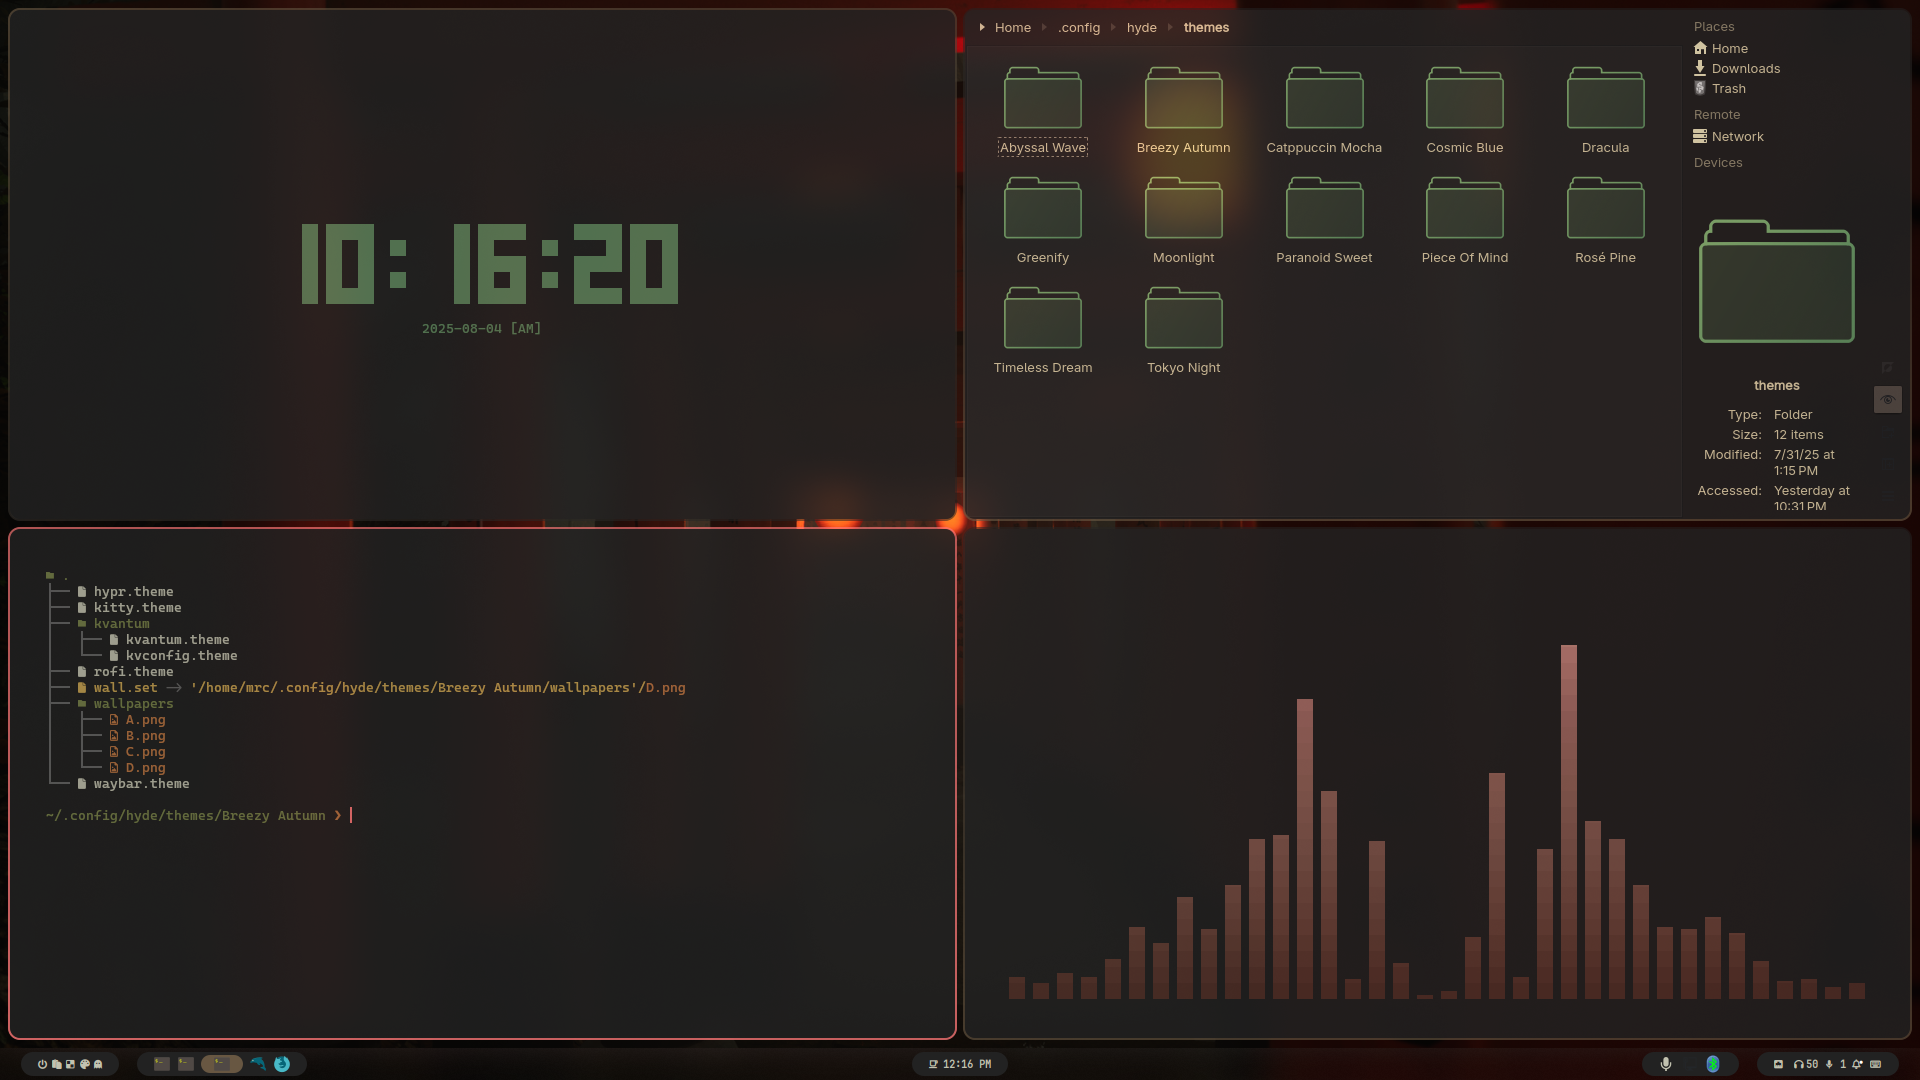 10: 16:20
2025-08-04 [AM]
Home .config hyde themes
Abyssal Wave Breezy Autumn Catppuccin Mocha Cosmic Blue Dracula
Greenify Moonlight Paranoid Sweet Piece Of Mind Rosé Pine
Timeless Dream Tokyo Night
Places
Home
Downloads
Trash
Remote
Network
Devices
themes
Type: Folder
Size: 12 items
Modified: 7/31/25 at
1:15 PM
Accessed: Yesterday at
10:31 PM
.
hypr.theme
kitty.theme
kvantum
kvantum.theme
kvconfig.theme
rofi.theme
wall.set -> '/home/mrc/.config/hyde/themes/Breezy Autumn/wallpapers'/D.png
wallpapers
A.png
B.png
C.png
D.png
waybar.theme
~/.config/hyde/themes/Breezy Autumn ❯
12:16 PM
50 1